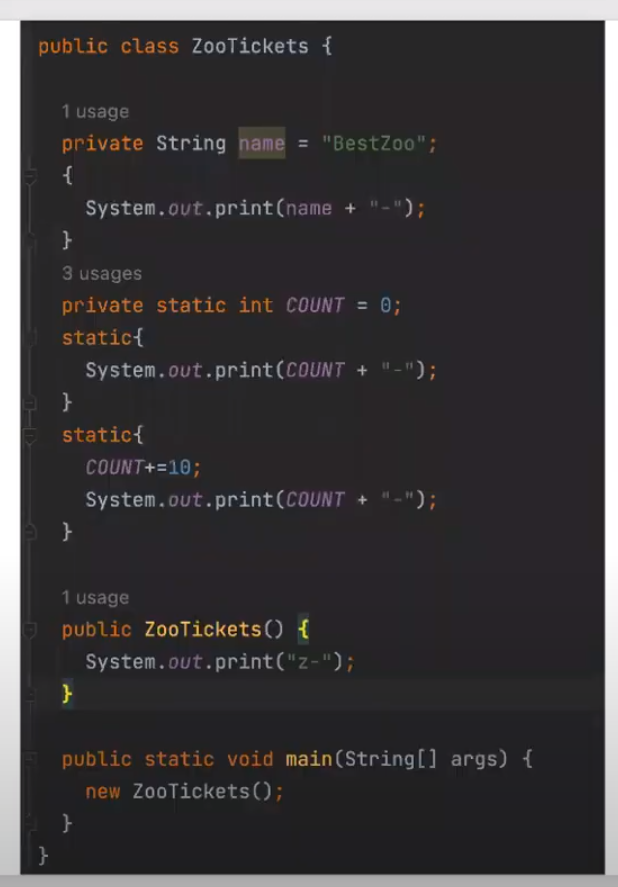 public class ZooTickets {
1 usage
private String name = "BestZoo";
{
System.out.print(name + "-");
}
3 usages
private static int COUNT = 0;
static{
System.out.print(COUNT + "-");
}
static{
COUNT+=10;
System.out.print(COUNT + "-");
}
1 usage
public ZooTickets() {
System.out.print("z-");
}
public static void main(String[] args) {
new ZooTickets();
}
}